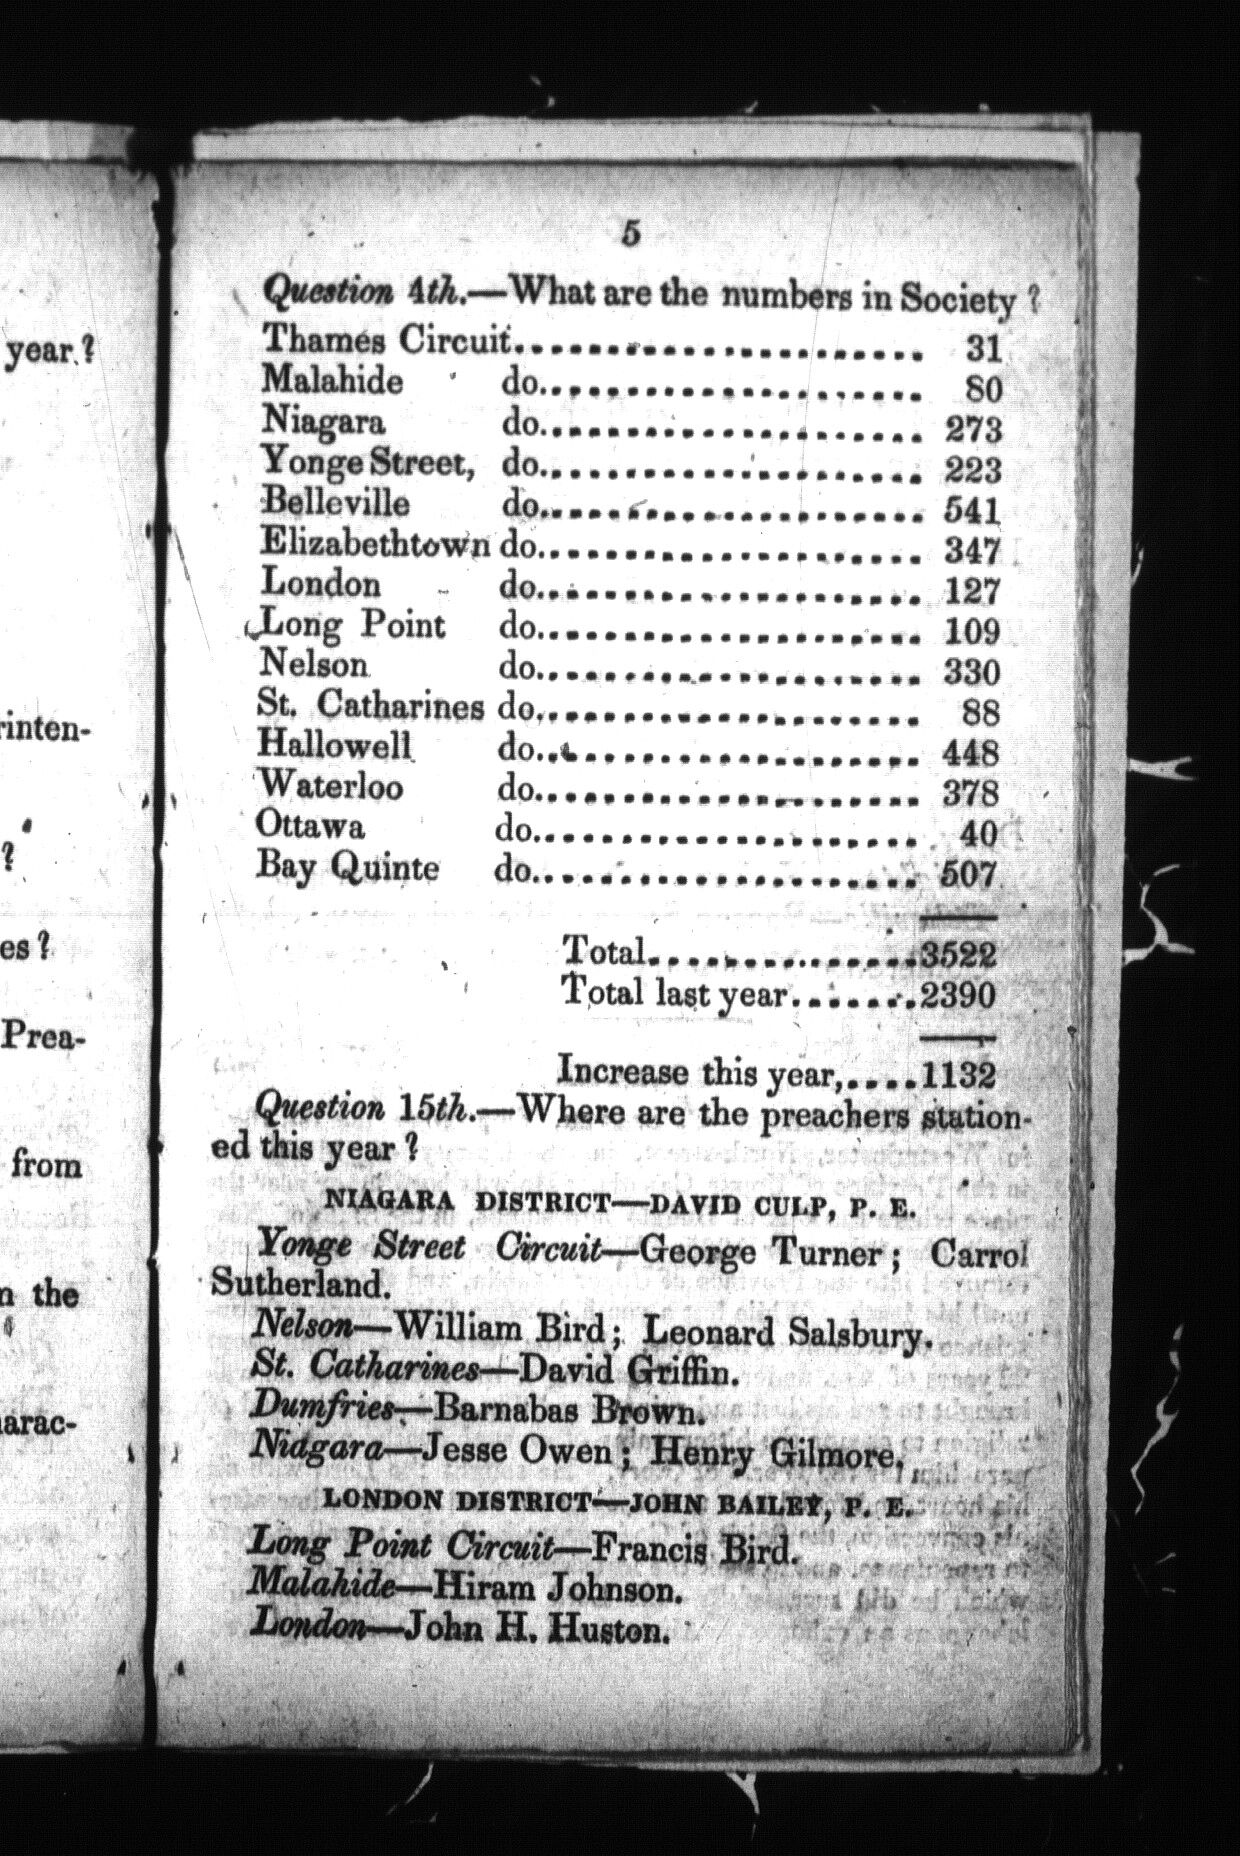 year?
rinten-
?
es?
Prea-
from
the
arac-
5
Question 4th.—What are the numbers in Society?
Thames Circuit........................ 31
Malahide do........................ 80
Niagara do........................ 273
Yonge Street, do........................ 223
Belleville do........................ 541
Elizabethtown do........................ 347
London do........................ 127
Long Point do........................ 109
Nelson do........................ 330
St. Catharines do........................ 88
Hallowell do........................ 448
Waterloo do........................ 378
Ottawa do........................ 40
Bay Quinte do........................ 507
Total...............3522
Total last year.......2390
Increase this year,....1132
Question 15th.—Where are the preachers station-
ed this year?
NIAGARA DISTRICT—DAVID CULP, P. E.
Yonge Street Circuit—George Turner; Carrol
Sutherland.
Nelson—William Bird; Leonard Salsbury.
St. Catharines—David Griffin.
Dumfries—Barnabas Brown.
Niagara—Jesse Owen; Henry Gilmore.
LONDON DISTRICT—JOHN BAILEY, P. E.
Long Point Circuit—Francis Bird.
Malahide—Hiram Johnson.
London—John H. Huston.